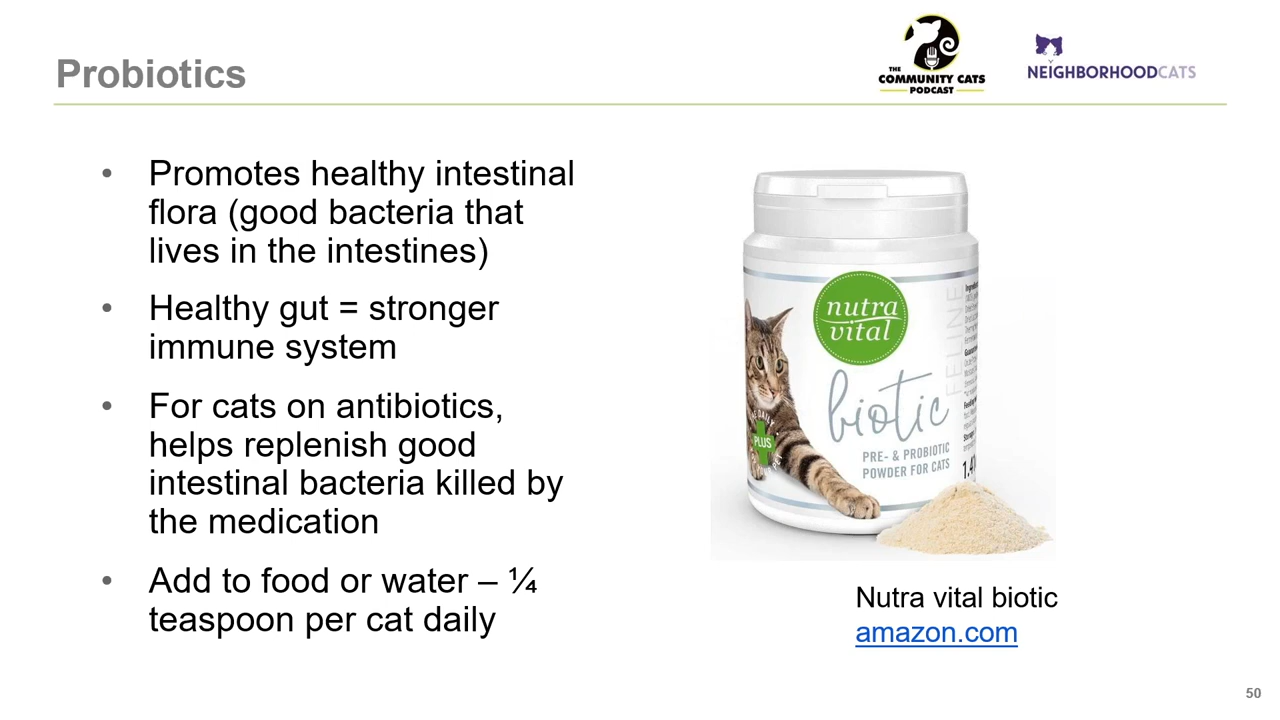 Probiotics
THE
COMMUNITY CATS
PODCAST
NEIGHBORHOODCATS
• Promotes healthy intestinal
flora (good bacteria that
lives in the intestines)
• Healthy gut = stronger
immune system
• For cats on antibiotics,
helps replenish good
intestinal bacteria killed by
the medication
• Add to food or water – ¼
teaspoon per cat daily
nutra
vital
FELINE
biotic
PLUS
PRE- & PROBIOTIC
POWDER FOR CATS
Nutra vital biotic
amazon.com
50